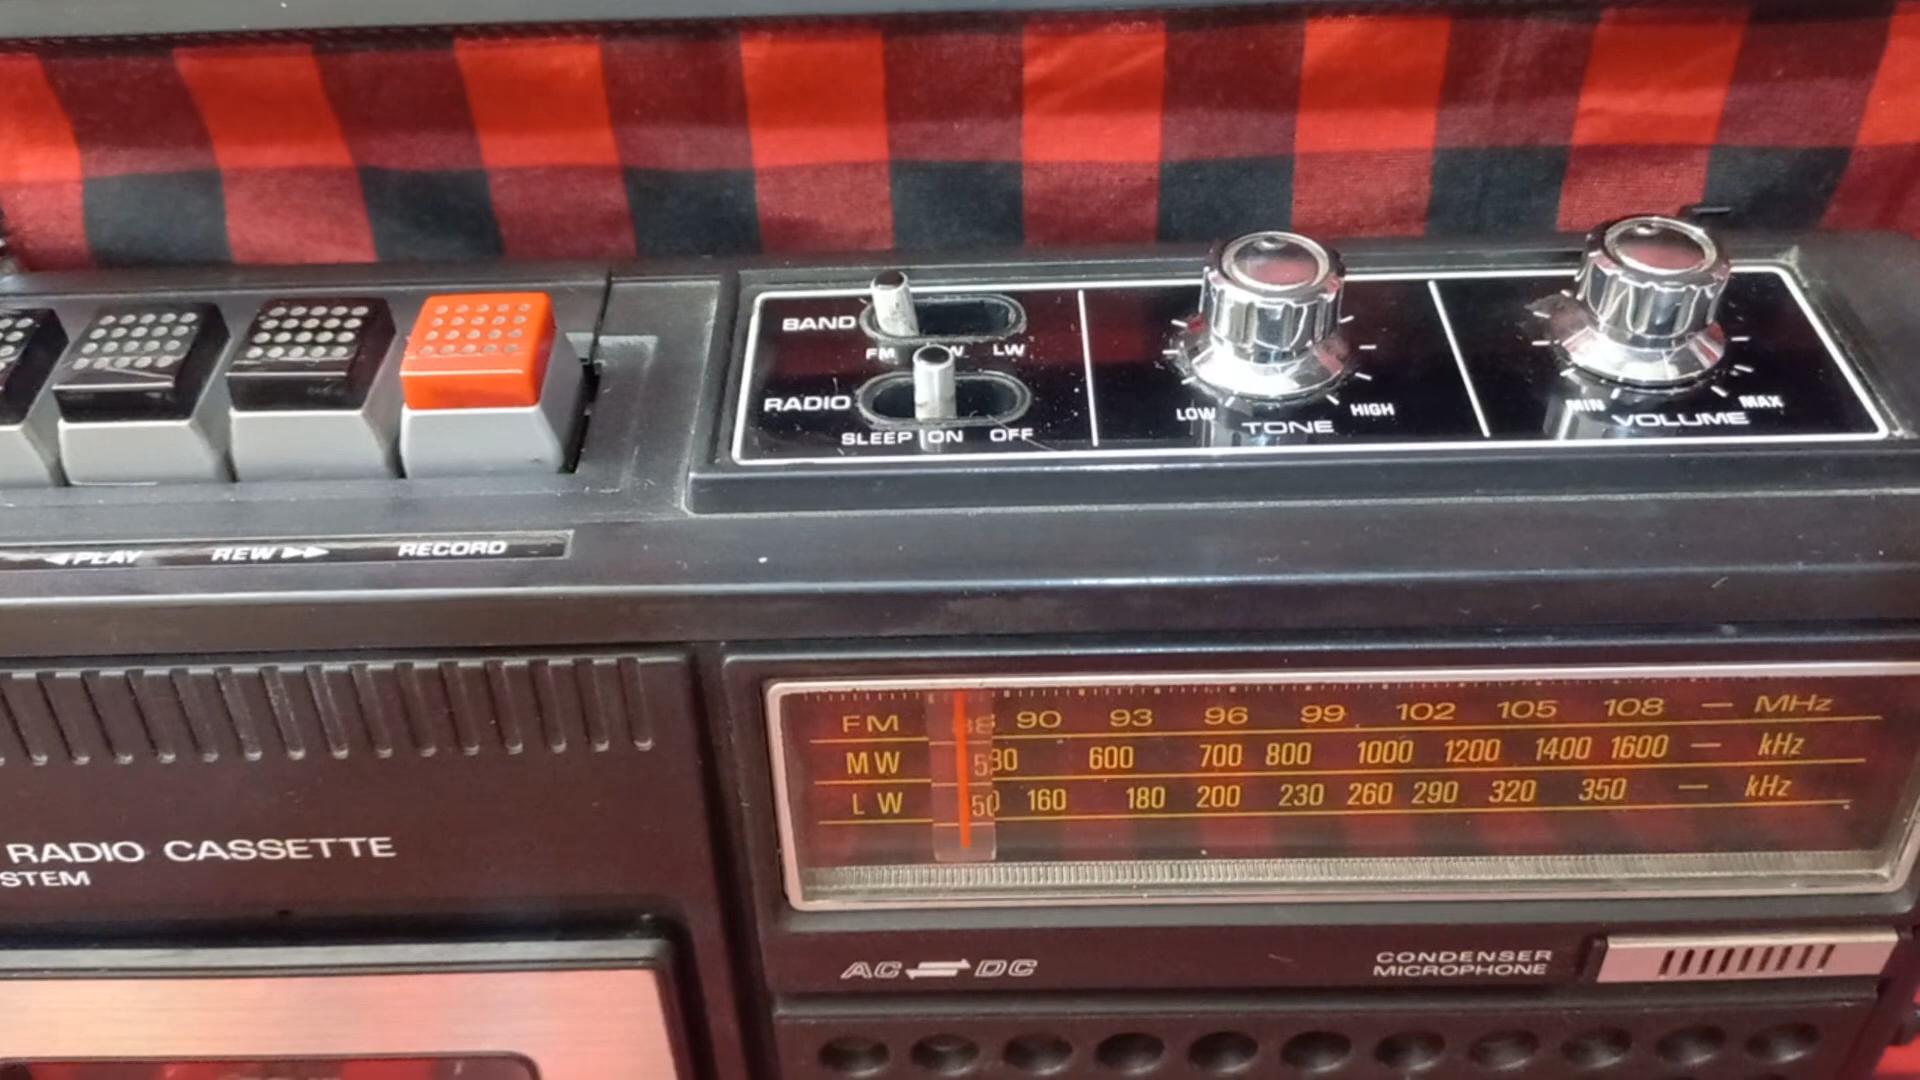 BAND
FM LW
RADIO
SLEEP ON OFF
LOW TONE HIGH
MIN VOLUME MAX
◀PLAY REW ▶▶ RECORD
FM 88 90 93 96 99 102 105 108 — MHz
MW 530 600 700 800 1000 1200 1400 1600 — kHz
LW 160 180 200 230 260 290 320 350 — kHz
RADIO CASSETTE
STEM
AC DC
CONDENSER
MICROPHONE